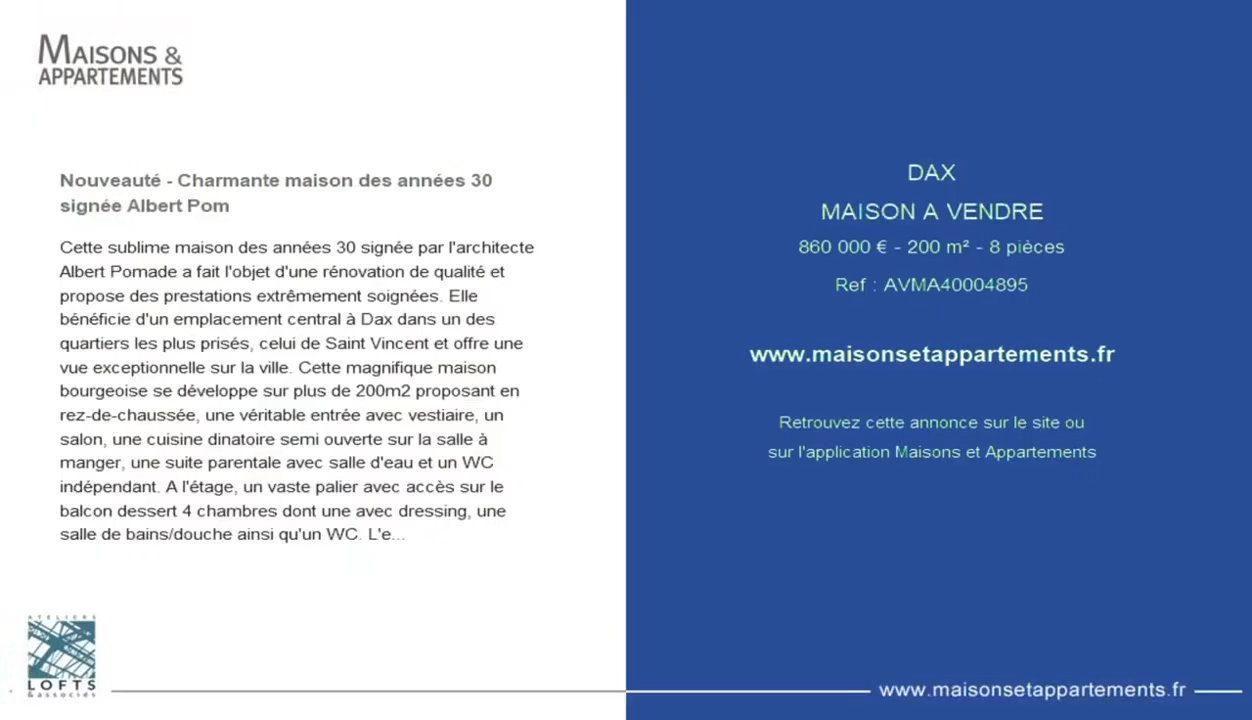 MAISONS &
APPARTEMENTS
Nouveauté - Charmante maison des années 30
signée Albert Pom
Cette sublime maison des années 30 signée par l'architecte
Albert Pomade a fait l'objet d'une rénovation de qualité et
propose des prestations extrêmement soignées. Elle
bénéficie d'un emplacement central à Dax dans un des
quartiers les plus prisés, celui de Saint Vincent et offre une
vue exceptionnelle sur la ville. Cette magnifique maison
bourgeoise se développe sur plus de 200m2 proposant en
rez-de-chaussée, une véritable entrée avec vestiaire, un
salon, une cuisine dinatoire semi ouverte sur la salle à
manger, une suite parentale avec salle d'eau et un WC
indépendant. A l'étage, un vaste palier avec accès sur le
balcon dessert 4 chambres dont une avec dressing, une
salle de bains/douche ainsi qu'un WC. L'e...
ATELIERS
LOFTS
&associés
DAX
MAISON A VENDRE
860 000 € - 200 m² - 8 pièces
Ref : AVMA40004895
www.maisonsetappartements.fr
Retrouvez cette annonce sur le site ou
sur l'application Maisons et Appartements
www.maisonsetappartements.fr